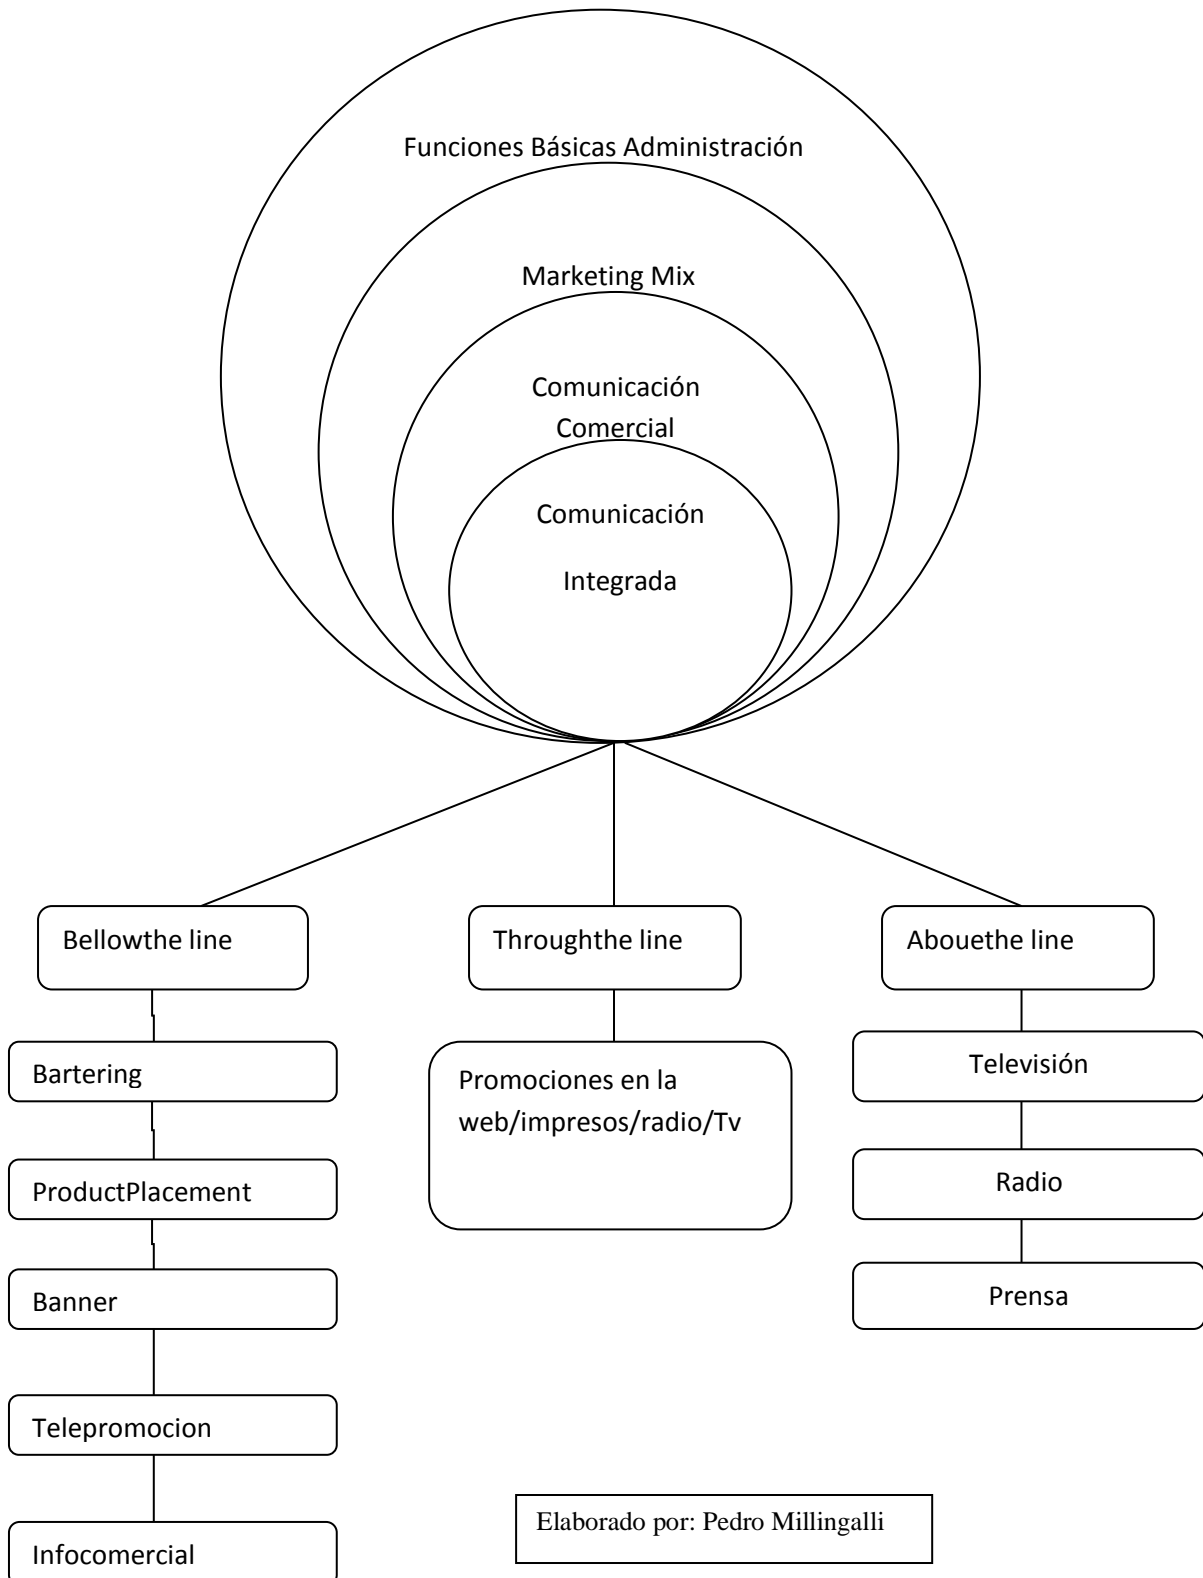 Funciones Básicas Administración
Marketing Mix
Comunicación
Comercial
Comunicación
Integrada
Bellowthe line
Throughthe line
Abouethe line
Bartering
ProductPlacement
Banner
Telepromocion
Infocomercial
Promociones en la
web/impresos/radio/Tv
Televisión
Radio
Prensa
Elaborado por: Pedro Millingalli